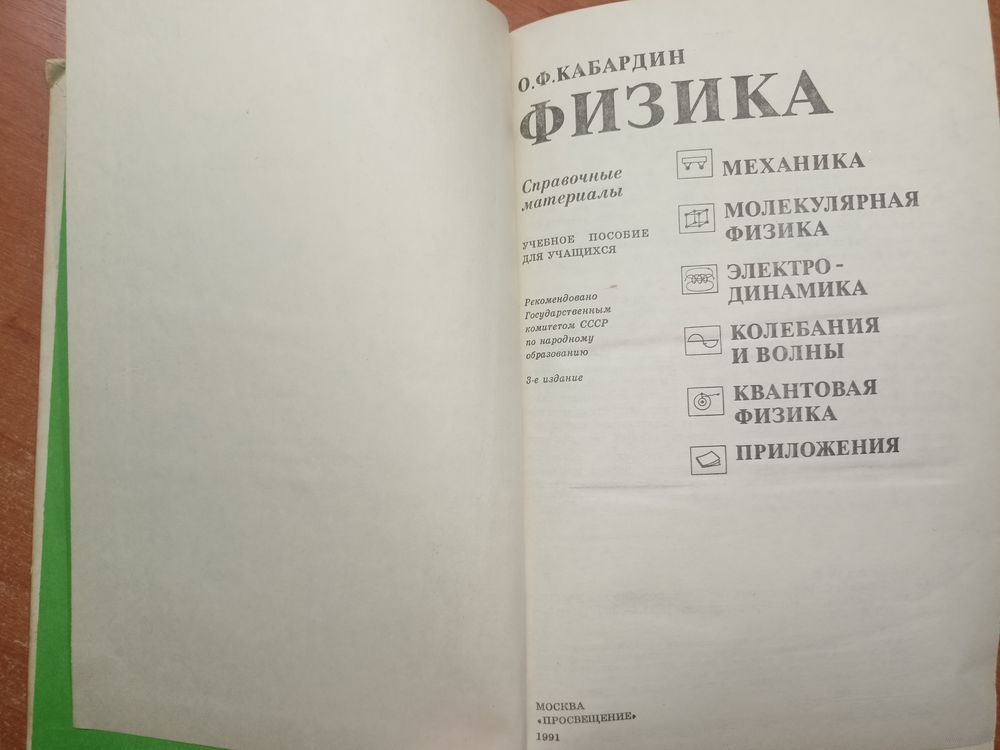 О.Ф.КАБАРДИН
ФИЗИКА
Справочные
материалы
УЧЕБНОЕ ПОСОБИЕ
ДЛЯ УЧАЩИХСЯ
Рекомендовано
Государственным
комитетом СССР
по народному
образованию
3-е издание
МЕХАНИКА
МОЛЕКУЛЯРНАЯ
ФИЗИКА
ЭЛЕКТРО-
ДИНАМИКА
КОЛЕБАНИЯ
И ВОЛНЫ
КВАНТОВАЯ
ФИЗИКА
ПРИЛОЖЕНИЯ
МОСКВА
«ПРОСВЕЩЕНИЕ»
1991